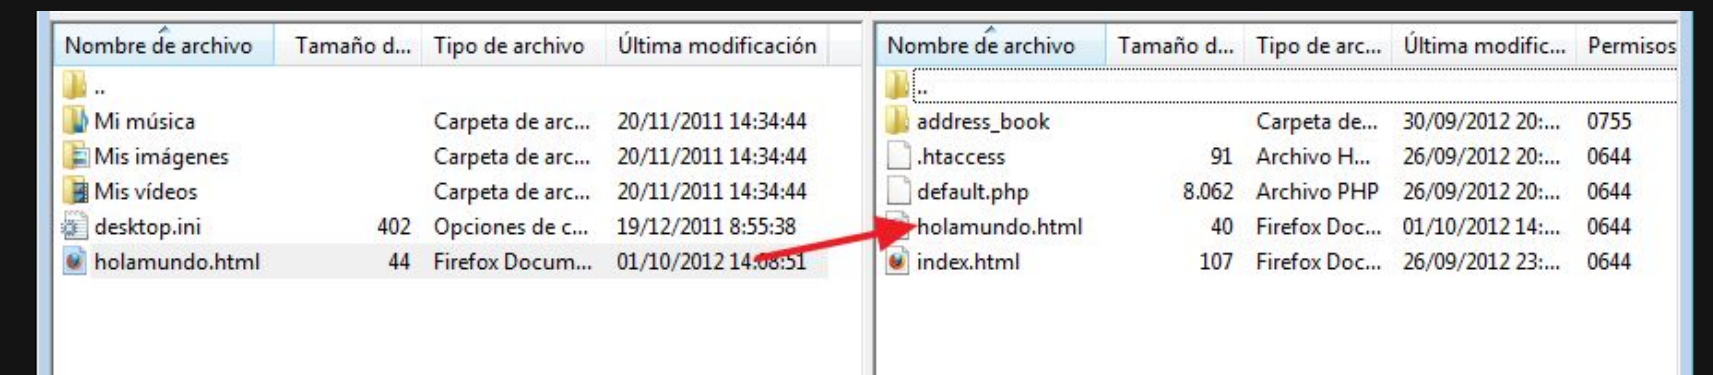 Nombre de archivo Tamaño d... Tipo de archivo Última modificación
..
Mi música Carpeta de arc... 20/11/2011 14:34:44
Mis imágenes Carpeta de arc... 20/11/2011 14:34:44
Mis vídeos Carpeta de arc... 20/11/2011 14:34:44
desktop.ini 402 Opciones de c... 19/12/2011 8:55:38
holamundo.html 44 Firefox Docum... 01/10/2012 14:08:51
Nombre de archivo Tamaño d... Tipo de arc... Última modific... Permisos
..
address_book Carpeta de... 30/09/2012 20:... 0755
.htaccess 91 Archivo H... 26/09/2012 20:... 0644
default.php 8.062 Archivo PHP 26/09/2012 20:... 0644
holamundo.html 40 Firefox Doc... 01/10/2012 14:... 0644
index.html 107 Firefox Doc... 26/09/2012 23:... 0644